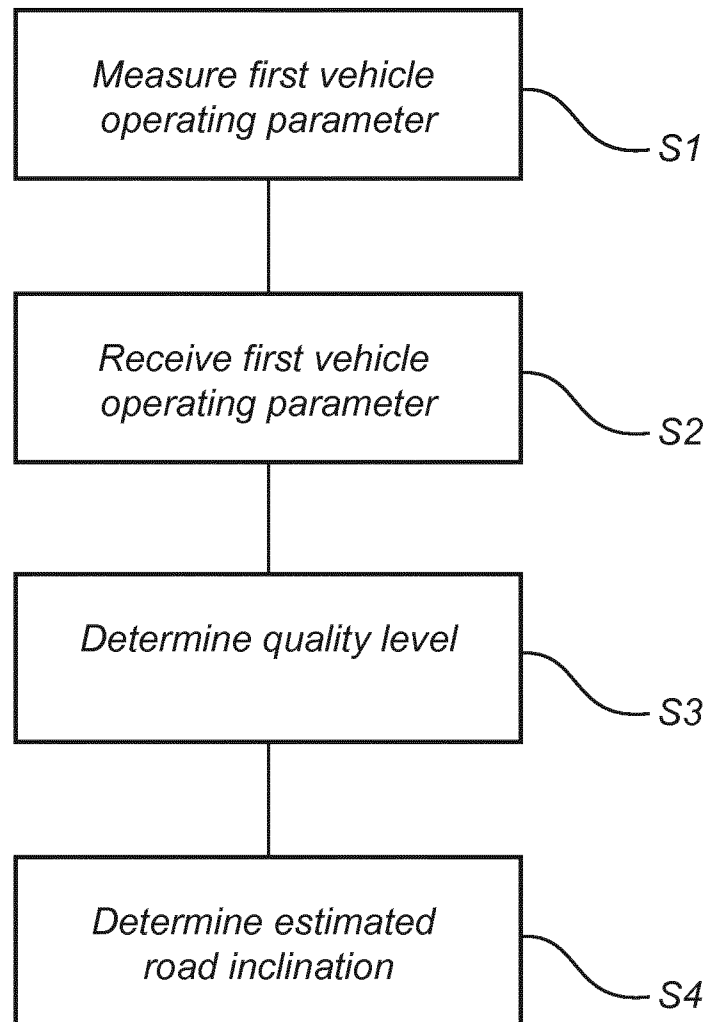 Measure first vehicle
operating parameter
S1
Receive first vehicle
operating parameter
S2
Determine quality level
S3
Determine estimated
road inclination
S4